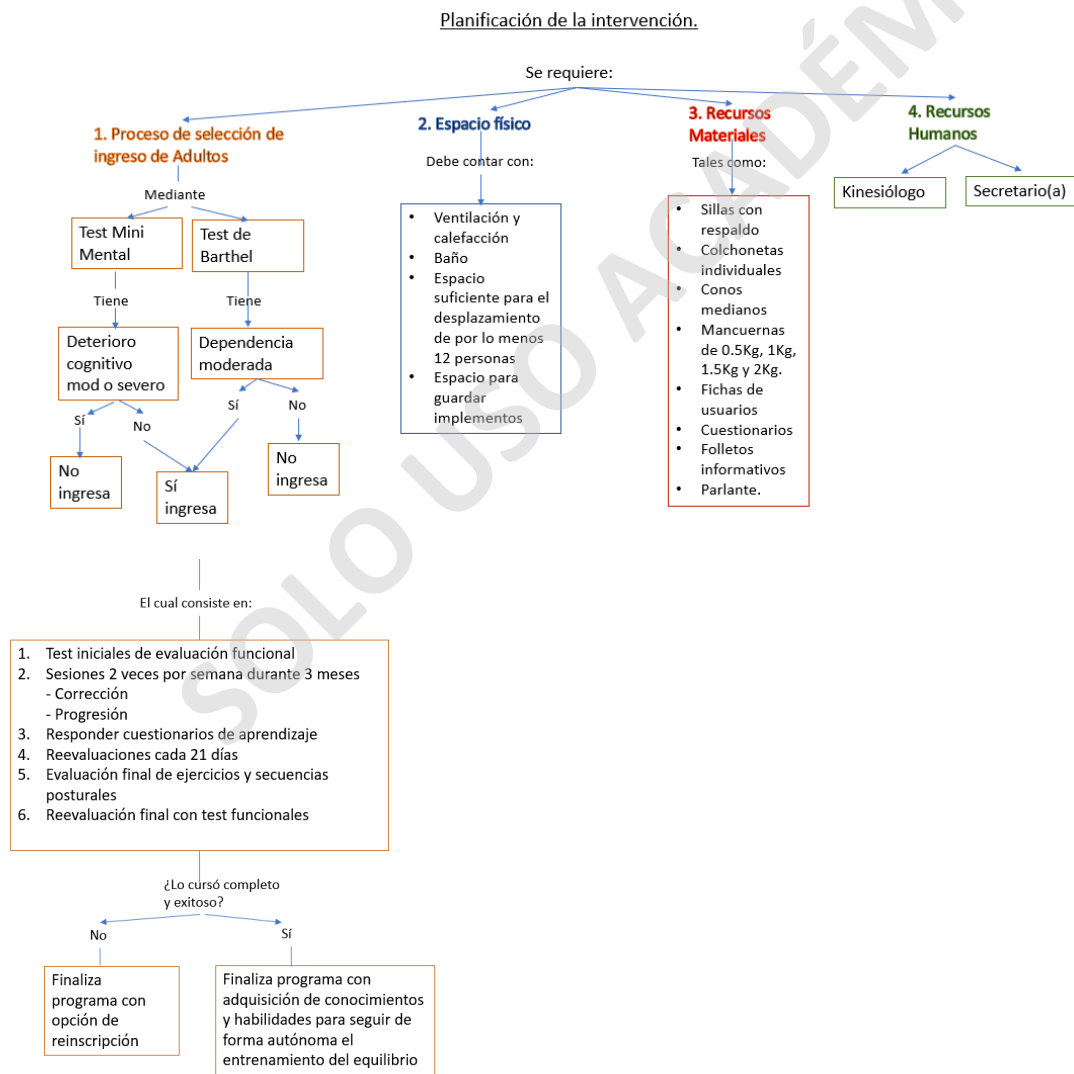 Planificación de la intervención.
Se requiere:
1. Proceso de selección de
ingreso de Adultos
Mediante
Test Mini
Mental
Test de
Barthel
Tiene
Tiene
Deterioro
cognitivo
mod o severo
Dependencia
moderada
Sí
No
Sí
No
No
ingresa
Sí
ingresa
No
ingresa
2. Espacio físico
Debe contar con:
• Ventilación y
calefacción
• Baño
• Espacio
suficiente para el
desplazamiento
de por lo menos
12 personas
• Espacio para
guardar
implementos
3. Recursos
Materiales
Tales como:
• Sillas con
respaldo
• Colchonetas
individuales
• Conos
medianos
• Mancuernas
de 0.5Kg, 1Kg,
1.5Kg y 2Kg.
• Fichas de
usuarios
• Cuestionarios
• Folletos
informativos
• Parlante.
4. Recursos
Humanos
Kinesiólogo
Secretario(a)
El cual consiste en:
1. Test iniciales de evaluación funcional
2. Sesiones 2 veces por semana durante 3 meses
- Corrección
- Progresión
3. Responder cuestionarios de aprendizaje
4. Reevaluaciones cada 21 días
5. Evaluación final de ejercicios y secuencias
posturales
6. Reevaluación final con test funcionales
¿Lo cursó completo
y exitoso?
No
Sí
Finaliza
programa con
opción de
reinscripción
Finaliza programa con
adquisición de conocimientos
y habilidades para seguir de
forma autónoma el
entrenamiento del equilibrio
SOLO USO ACADÉM